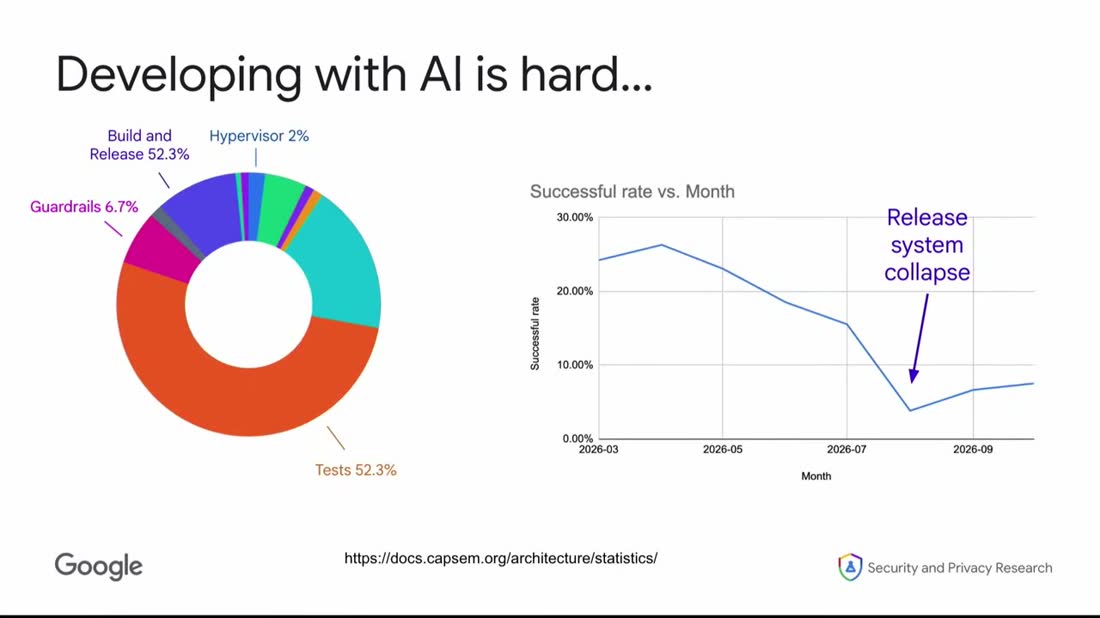 Developing with AI is hard...
Build and
Release 52.3%
Hypervisor 2%
Guardrails 6.7%
Tests 52.3%
Successful rate vs. Month
30.00%
20.00%
10.00%
0.00%
Successful rate
2026-03
2026-05
2026-07
2026-09
Month
Release
system
collapse
Google
https://docs.capsem.org/architecture/statistics/
Security and Privacy Research